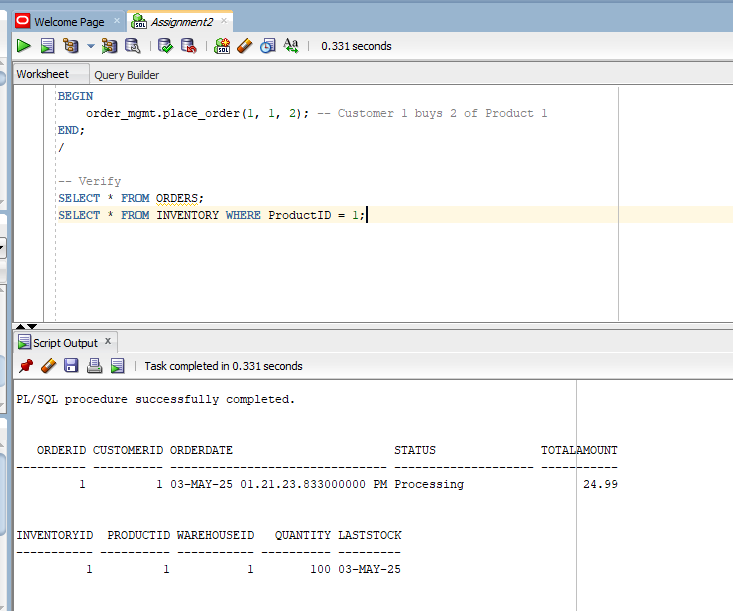 Welcome Page × Assignment2 ×
0.331 seconds
Worksheet Query Builder
BEGIN
order_mgmt.place_order(1, 1, 2); -- Customer 1 buys 2 of Product 1
END;
/
-- Verify
SELECT * FROM ORDERS;
SELECT * FROM INVENTORY WHERE ProductID = 1;
Script Output ×
Task completed in 0.331 seconds
PL/SQL procedure successfully completed.
ORDERID CUSTOMERID ORDERDATE STATUS TOTALAMOUNT
---------- ---------- ------------------------------- -------------------- -----------
1 1 03-MAY-25 01.21.23.833000000 PM Processing 24.99
INVENTORYID PRODUCTID WAREHOUSEID QUANTITY LASTSTOCK
----------- ---------- ----------- ---------- ---------
1 1 1 100 03-MAY-25